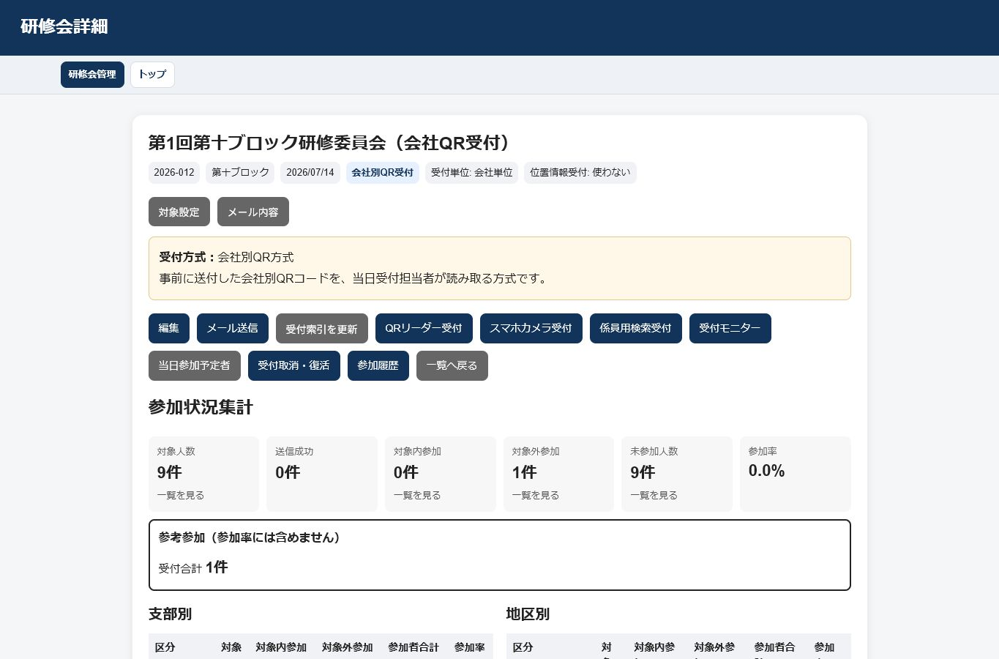 研修会詳細
研修会管理 トップ
第1回第十ブロック研修委員会（会社QR受付）
2026-012 第十ブロック 2026/07/14 会社別QR受付 受付単位: 会社単位 位置情報受付: 使わない
対象設定 メール内容
受付方式：会社別QR方式
事前に送付した会社別QRコードを、当日受付担当者が読み取る方式です。
編集 メール送信 受付索引を更新 QRリーダー受付 スマホカメラ受付 係員用検索受付 受付モニター
当日参加予定者 受付取消・復活 参加履歴 一覧へ戻る
参加状況集計
対象人数 送信成功 対象内参加 対象外参加 未参加人数 参加率
9件 0件 0件 1件 9件 0.0%
一覧を見る 一覧を見る 一覧を見る 一覧を見る
参考参加（参加率には含めません）
受付合計 1件
支部別 地区別
区分 対象 対象内参加 対象外参加 参加者合計 参加率 区分 対 対象内参 対象外参 参加者合 参加